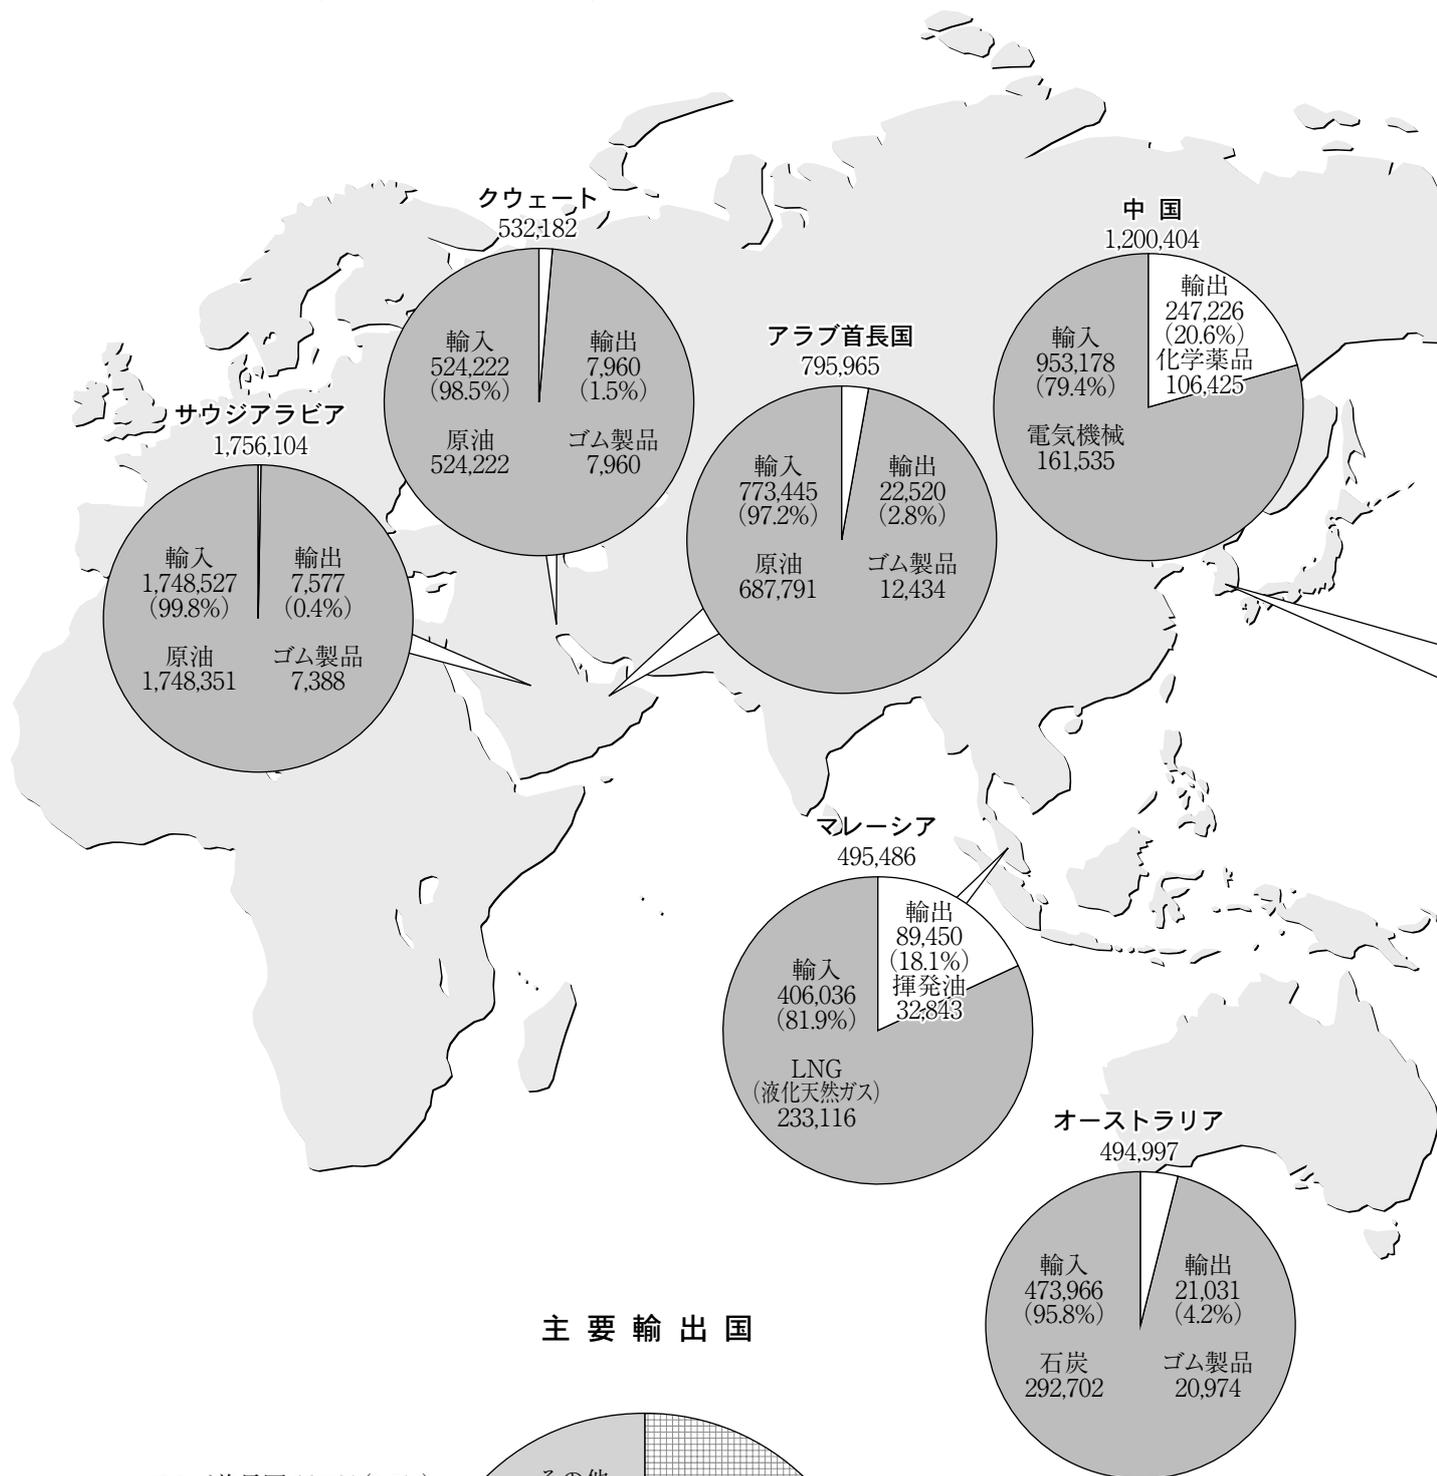 クウェート
532,182
輸入
524,222
(98.5%)
原油
524,222
輸出
7,960
(1.5%)
ゴム製品
7,960
中 国
1,200,404
輸入
953,178
(79.4%)
電気機械
161,535
輸出
247,226
(20.6%)
化学薬品
106,425
アラブ首長国
795,965
輸入
773,445
(97.2%)
原油
687,791
輸出
22,520
(2.8%)
ゴム製品
12,434
サウジアラビア
1,756,104
輸入
1,748,527
(99.8%)
原油
1,748,351
輸出
7,577
(0.4%)
ゴム製品
7,388
マレーシア
495,486
輸入
406,036
(81.9%)
LNG
(液化天然ガス)
233,116
輸出
89,450
(18.1%)
揮発油
32,843
オーストラリア
494,997
輸入
473,966
(95.8%)
石炭
292,702
輸出
21,031
(4.2%)
ゴム製品
20,974
主 要 輸 出 国
その他